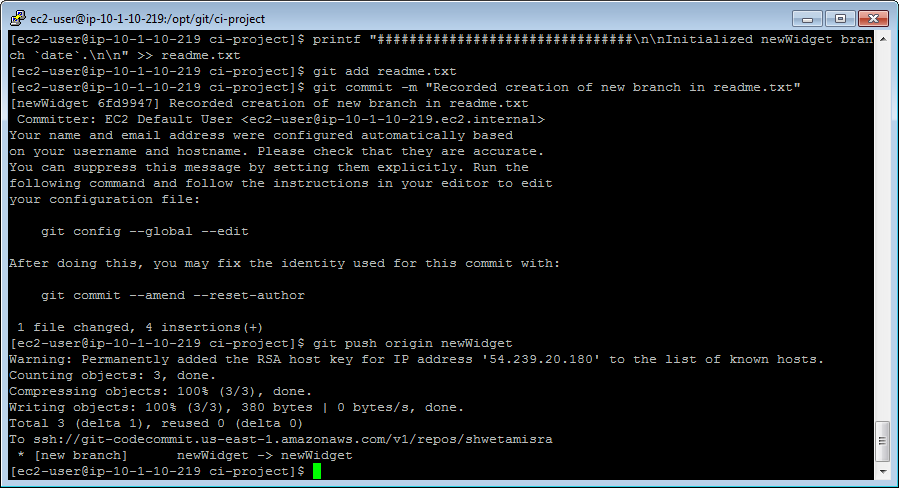 ec2-user@ip-10-1-10-219:/opt/git/ci-project
[ec2-user@ip-10-1-10-219 ci-project]$ printf "################################\n\nInitialized newWidget bran
ch `date`.\n\n" >> readme.txt
[ec2-user@ip-10-1-10-219 ci-project]$ git add readme.txt
[ec2-user@ip-10-1-10-219 ci-project]$ git commit -m "Recorded creation of new branch in readme.txt"
[newWidget 6fd9947] Recorded creation of new branch in readme.txt
 Committer: EC2 Default User <ec2-user@ip-10-1-10-219.ec2.internal>
Your name and email address were configured automatically based
on your username and hostname. Please check that they are accurate.
You can suppress this message by setting them explicitly. Run the
following command and follow the instructions in your editor to edit
your configuration file:
    git config --global --edit
After doing this, you may fix the identity used for this commit with:
    git commit --amend --reset-author
 1 file changed, 4 insertions(+)
[ec2-user@ip-10-1-10-219 ci-project]$ git push origin newWidget
Warning: Permanently added the RSA host key for IP address '54.239.20.180' to the list of known hosts.
Counting objects: 3, done.
Compressing objects: 100% (3/3), done.
Writing objects: 100% (3/3), 380 bytes | 0 bytes/s, done.
Total 3 (delta 1), reused 0 (delta 0)
To ssh://git-codecommit.us-east-1.amazonaws.com/v1/repos/shwetamisra
 * [new branch]      newWidget -> newWidget
[ec2-user@ip-10-1-10-219 ci-project]$